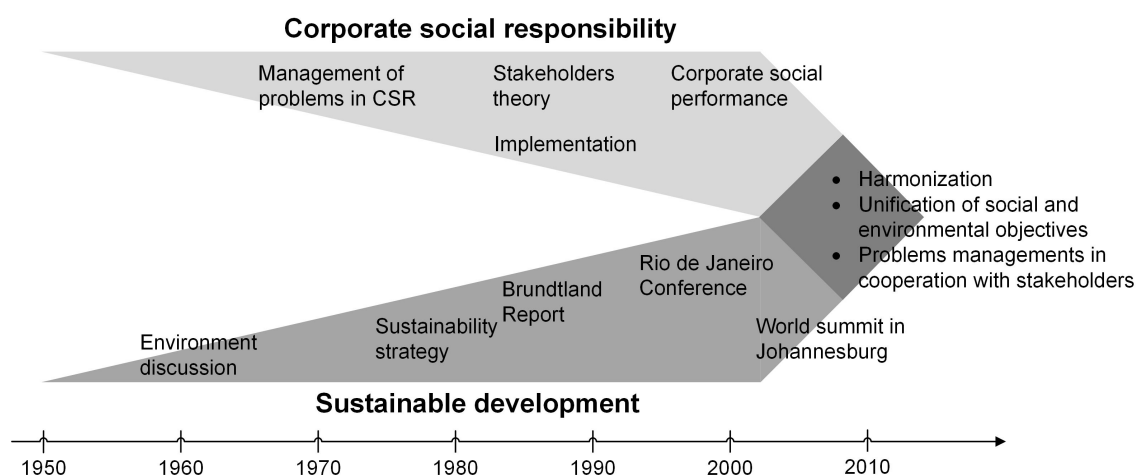 Corporate social responsibility
Management of
problems in CSR
Stakeholders
theory
Corporate social
performance
Implementation
• Harmonization
• Unification of social and
environmental objectives
• Problems managements in
cooperation with stakeholders
Rio de Janeiro
Conference
Brundtland
Report
Sustainability
strategy
World summit in
Johannesburg
Environment
discussion
Sustainable development
1950 1960 1970 1980 1990 2000 2010